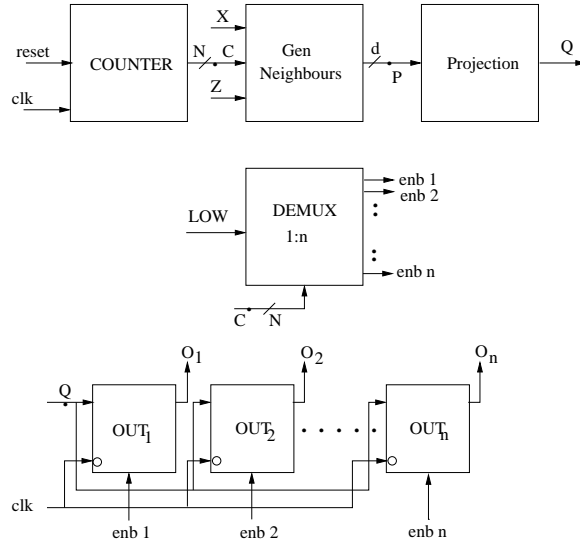 X
reset
COUNTER
N
C
Gen
Neighbours
d
P
Projection
Q
clk
Z
LOW
DEMUX
1:n
enb 1
enb 2
enb n
C
N
O1
O2
On
Q
OUT1
OUT2
OUTn
clk
enb 1
enb 2
enb n